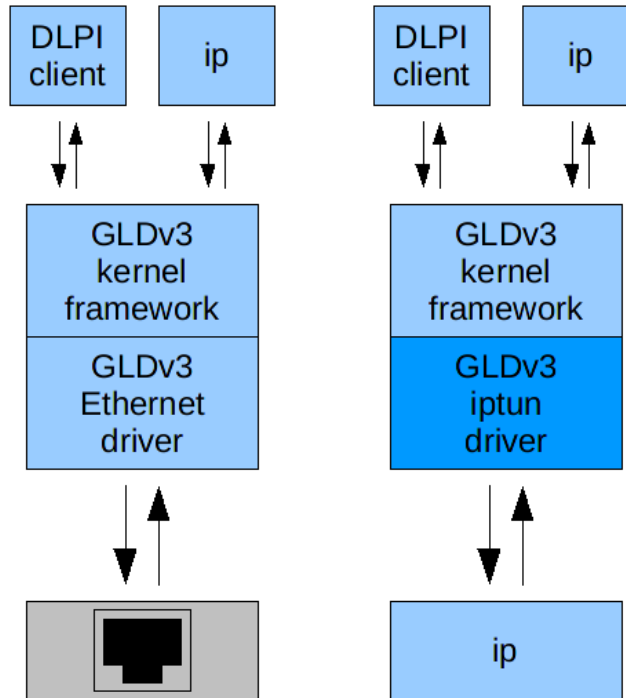 DLPI
client
ip
GLDv3
kernel
framework
GLDv3
Ethernet
driver
DLPI
client
ip
GLDv3
kernel
framework
GLDv3
iptun
driver
ip